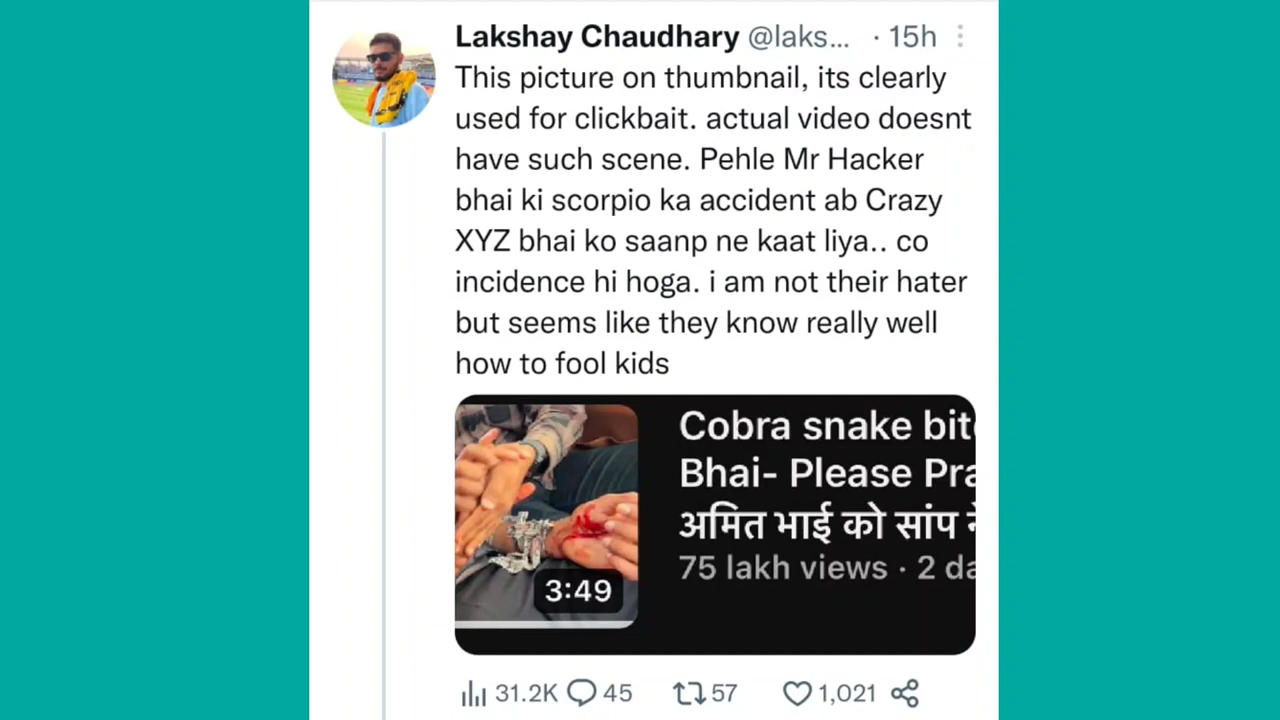 Lakshay Chaudhary @laks... · 15h
This picture on thumbnail, its clearly
used for clickbait. actual video doesnt
have such scene. Pehle Mr Hacker
bhai ki scorpio ka accident ab Crazy
XYZ bhai ko saanp ne kaat liya.. co
incidence hi hoga. i am not their hater
but seems like they know really well
how to fool kids
Cobra snake bit
Bhai- Please Pra
अमित भाई को सांप
75 lakh views · 2 da
3:49
31.2K 45 57 1,021